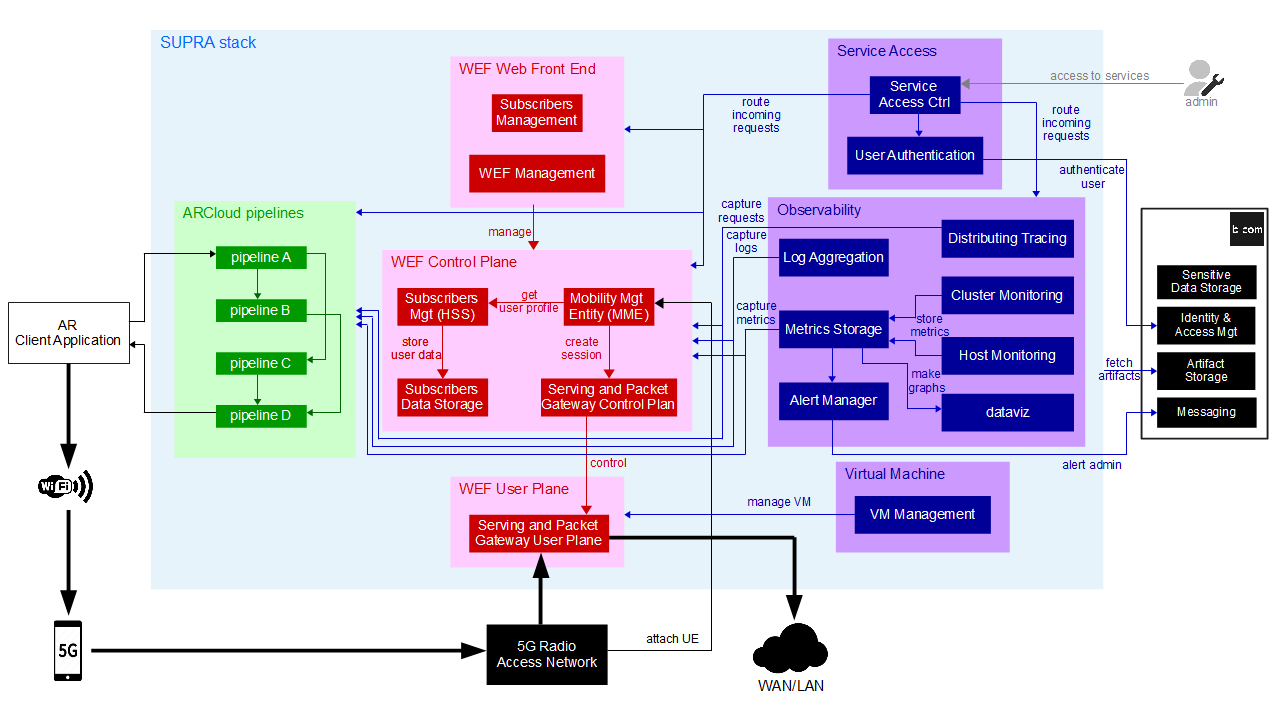 SUPRA stack
WEF Web Front End
Subscribers
Management
WEF Management
manage
Service Access
Service
Access Ctrl
User Authentication
access to services
admin
route
incoming
requests
route
incoming
requests
authenticate
user
ARCloud pipelines
pipeline A
pipeline B
pipeline C
pipeline D
AR
Client Application
WEF Control Plane
Subscribers
Mgt (HSS)
get
user profile
Mobility Mgt
Entity (MME)
store
user data
create
session
Subscribers
Data Storage
Serving and Packet
Gateway Control Plan
capture
requests
capture
logs
capture
metrics
Observability
Distributing Tracing
Log Aggregation
Cluster Monitoring
Metrics Storage
store
metrics
Host Monitoring
make
graphs
Alert Manager
dataviz
b com
Sensitive
Data Storage
Identity &
Access Mgt
fetch
artifacts
Artifact
Storage
Messaging
alert admin
control
WEF User Plane
Serving and Packet
Gateway User Plane
manage VM
Virtual Machine
VM Management
Wi Fi
5G
5G Radio
Access Network
attach UE
WAN/LAN